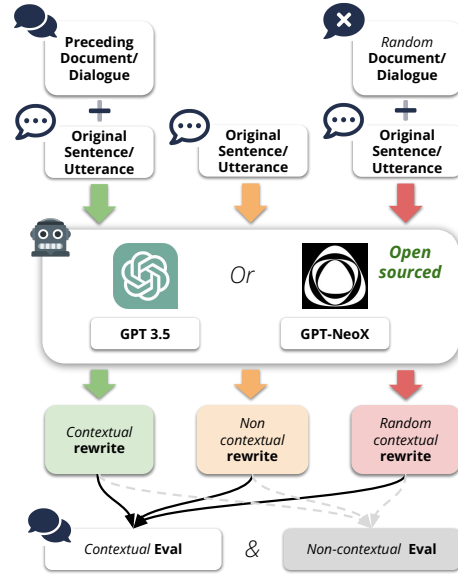 Preceding
Document/
Dialogue
Random
Document/
Dialogue
Original
Sentence/
Utterance
Original
Sentence/
Utterance
Original
Sentence/
Utterance
Or
Open
sourced
GPT 3.5
GPT-NeoX
Contextual
rewrite
Non
contextual
rewrite
Random
contextual
rewrite
Contextual Eval
&
Non-contextual Eval